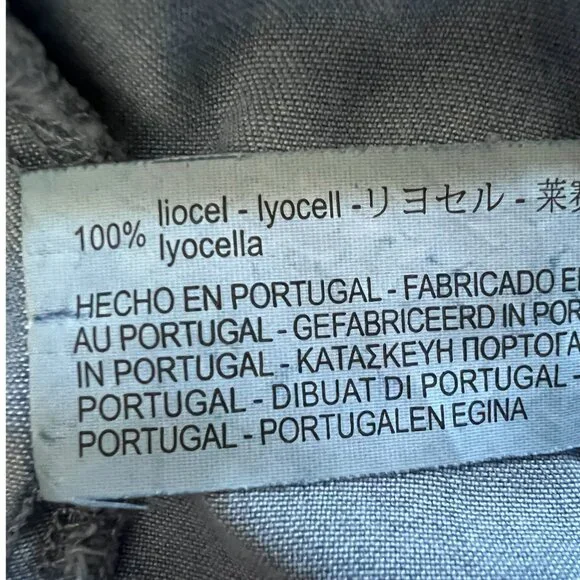 100% liocel - lyocell -リヨセル - 莱
lyocella
HECHO EN PORTUGAL - FABRICADO
AU PORTUGAL - GEFABRICEERD IN
IN PORTUGAL - ΚΑΤΑΣΚΕΥΗ
PORTUGAL - DIBUAT DI PORTUGAL -
PORTUGAL - PORTUGALEN EGINA